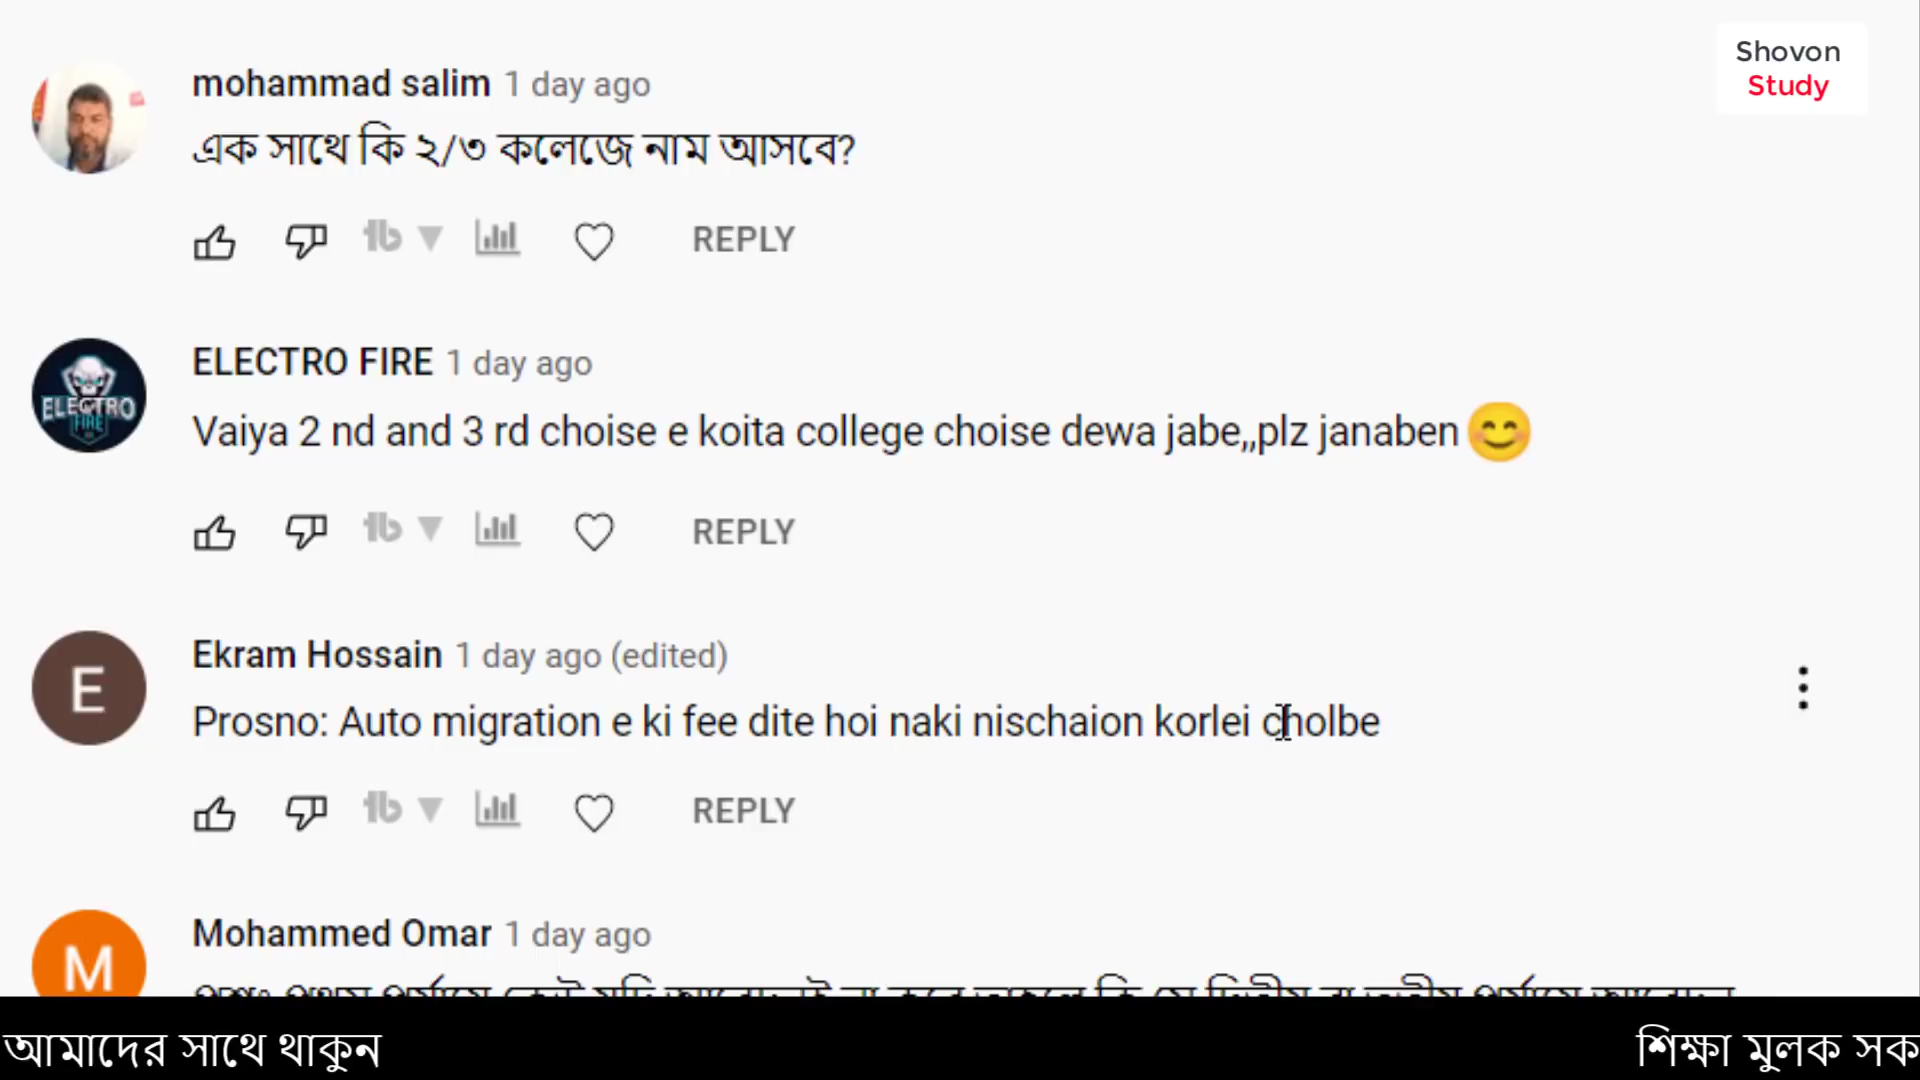 Shovon
Study
mohammad salim 1 day ago
এক সাথে কি ২/৩ কলেজে নাম আসবে?
REPLY
ELECTRO
FIRE
ELECTRO FIRE 1 day ago
Vaiya 2 nd and 3 rd choise e koita college choise dewa jabe,,plz janaben
REPLY
E
Ekram Hossain 1 day ago (edited)
Prosno: Auto migration e ki fee dite hoi naki nischaion korlei cholbe
REPLY
M
Mohammed Omar 1 day ago
আমাদের সাথে থাকুন
শিক্ষা মুলক সক